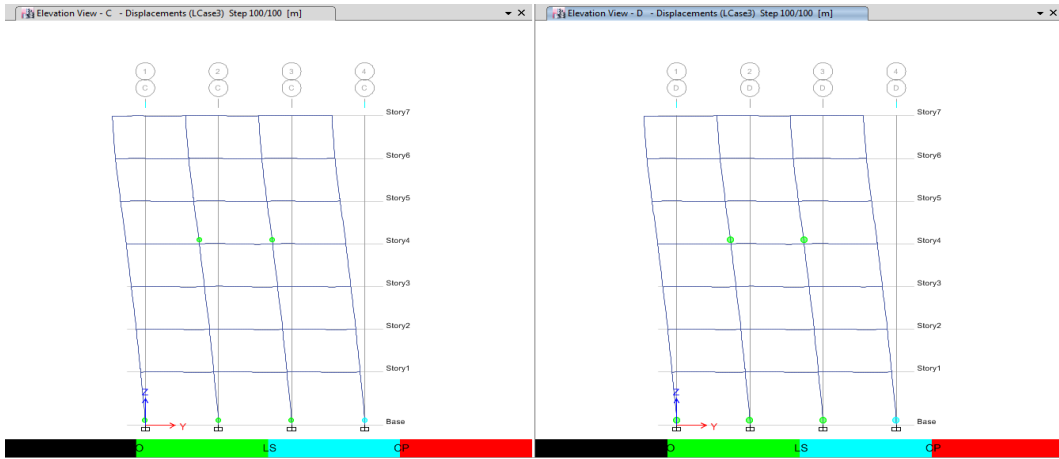 Elevation View - C - Displacements (LCase3) Step 100/100 [m]
1 2 3 4
C C C C
Story7
Story6
Story5
Story4
Story3
Story2
Story1
Z
Y
Base
IO LS CP
Elevation View - D - Displacements (LCase3) Step 100/100 [m]
1 2 3 4
D D D D
Story7
Story6
Story5
Story4
Story3
Story2
Story1
Z
Y
Base
IO LS CP